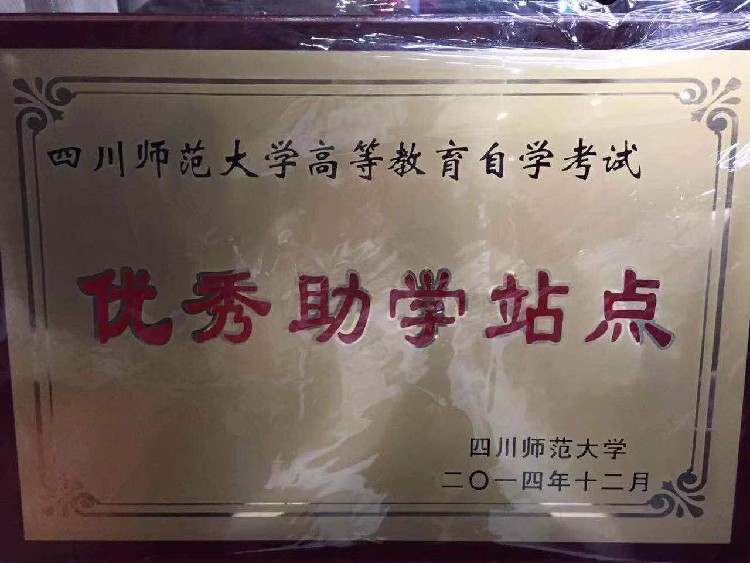 四川师范大学高等教育自学考试
优秀助学站点
四川师范大学
二〇一四年十二月